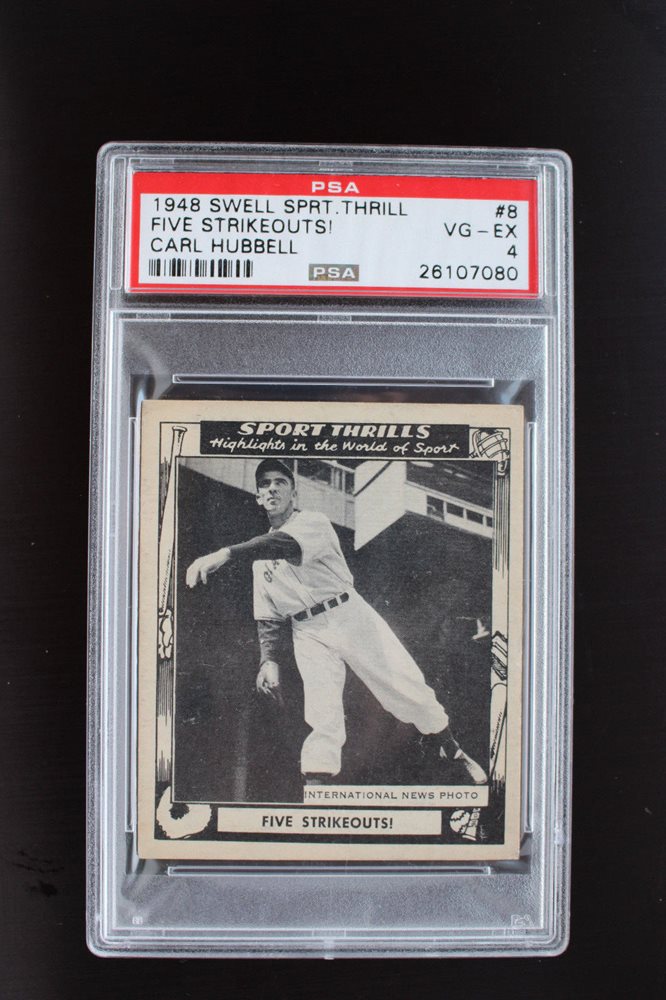 PSA
1948 SWELL SPRT.THRILL #8
FIVE STRIKEOUTS! VG-EX
CARL HUBBELL 4
PSA 26107080
SPORT THRILLS
Highlights in the World of Sport
INTERNATIONAL NEWS PHOTO
FIVE STRIKEOUTS!